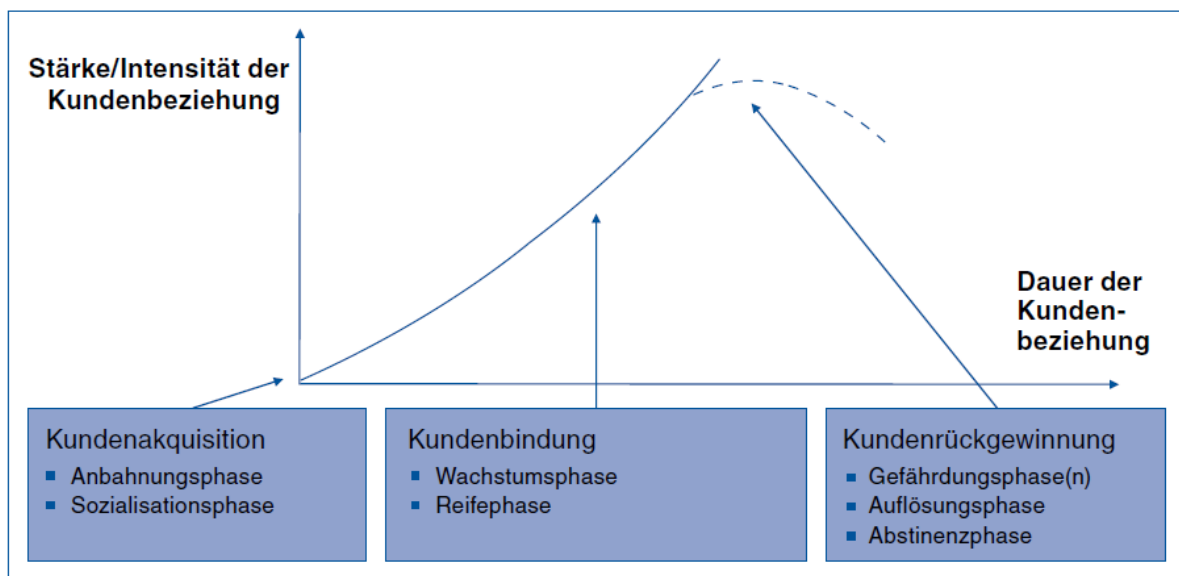 Stärke/Intensität der
Kundenbeziehung
Dauer der
Kunden-
beziehung
Kundenakquisition
Anbahnungsphase
Sozialisationsphase
Kundenbindung
Wachstumsphase
Reifephase
Kundenrückgewinnung
Gefährdungsphase(n)
Auflösungsphase
Abstinenzphase